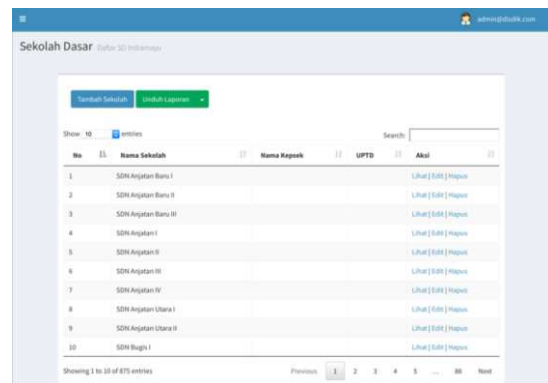 admin@disdik.com
Sekolah Dasar Daftar SD Indramayu
Tambah Sekolah Unduh Laporan
Show 10 entries Search:
No Nama Sekolah Nama Kepsek UPTD Aksi
1 SDN Anjatan Baru I Lihat | Edit | Hapus
2 SDN Anjatan Baru II Lihat | Edit | Hapus
3 SDN Anjatan Baru III Lihat | Edit | Hapus
4 SDN Anjatan I Lihat | Edit | Hapus
5 SDN Anjatan II Lihat | Edit | Hapus
6 SDN Anjatan III Lihat | Edit | Hapus
7 SDN Anjatan IV Lihat | Edit | Hapus
8 SDN Anjatan Utara I Lihat | Edit | Hapus
9 SDN Anjatan Utara II Lihat | Edit | Hapus
10 SDN Bugis I Lihat | Edit | Hapus
Showing 1 to 10 of 875 entries Previous 1 2 3 4 5 ... 88 Next